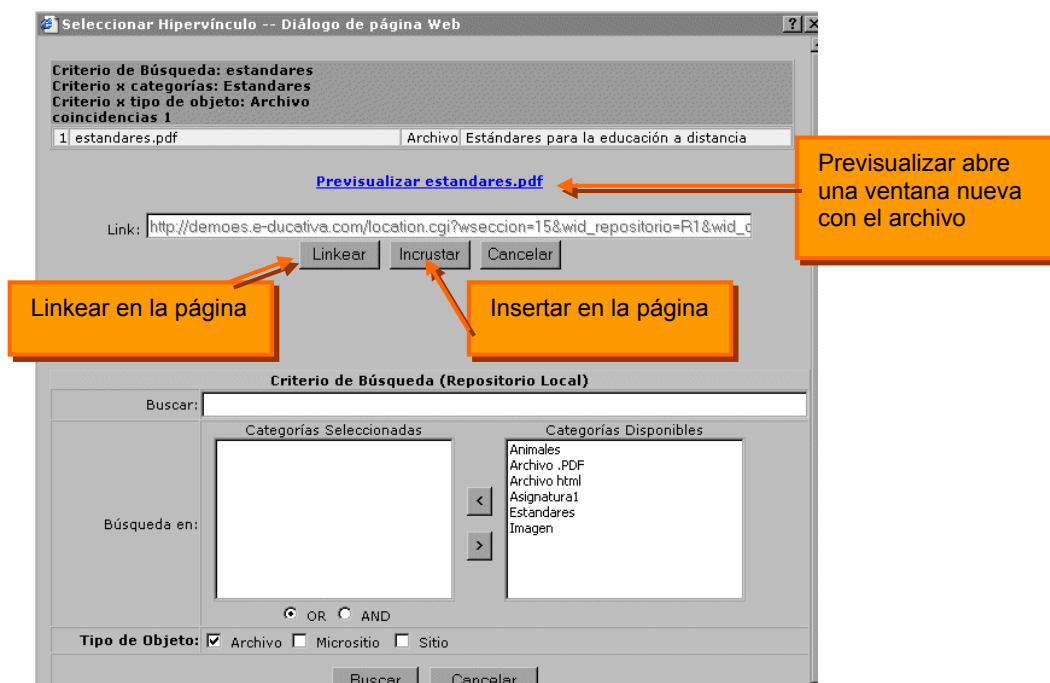 Seleccionar Hipervínculo -- Diálogo de página Web
Criterio de Búsqueda: estandares
Criterio x categorías: Estandares
Criterio x tipo de objeto: Archivo
coincidencias 1
1 estandares.pdf Archivo Estándares para la educación a distancia
Previsualizar abre
una ventana nueva
con el archivo
Previsualizar estandares.pdf
Link: http://demoes.e-ducativa.com/location.cgi?wseccion=15&wid_repositorio=R1&wid_c
Linkear Incrustar Cancelar
Linkear en la página
Insertar en la página
Criterio de Búsqueda (Repositorio Local)
Buscar:
Categorías Seleccionadas Categorías Disponibles
Animales
Archivo .PDF
Archivo html
Asignatura1
Estandares
Imagen
< 
>
Búsqueda en:
OR AND
Tipo de Objeto: Archivo Micrositio Sitio
Buscar Cancelar